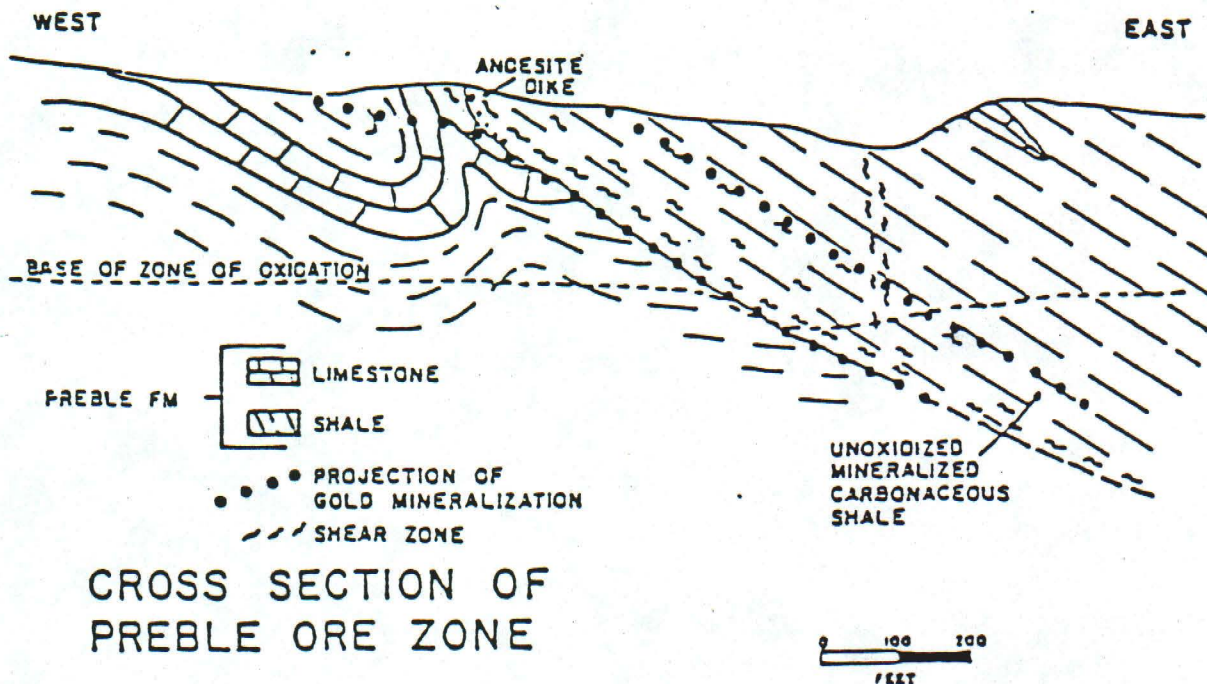 WEST
EAST
ANCESITE
DIKE
BASE OF ZONE OF OXICATION
PREBLE FM
LIMESTONE
SHALE
PROJECTION OF
GOLD MINERALIZATION
SHEAR ZONE
UNOXIDIZED
MINERALIZED
CARBONACEOUS
SHALE
CROSS SECTION OF
PREBLE ORE ZONE
0 100 200
FEET